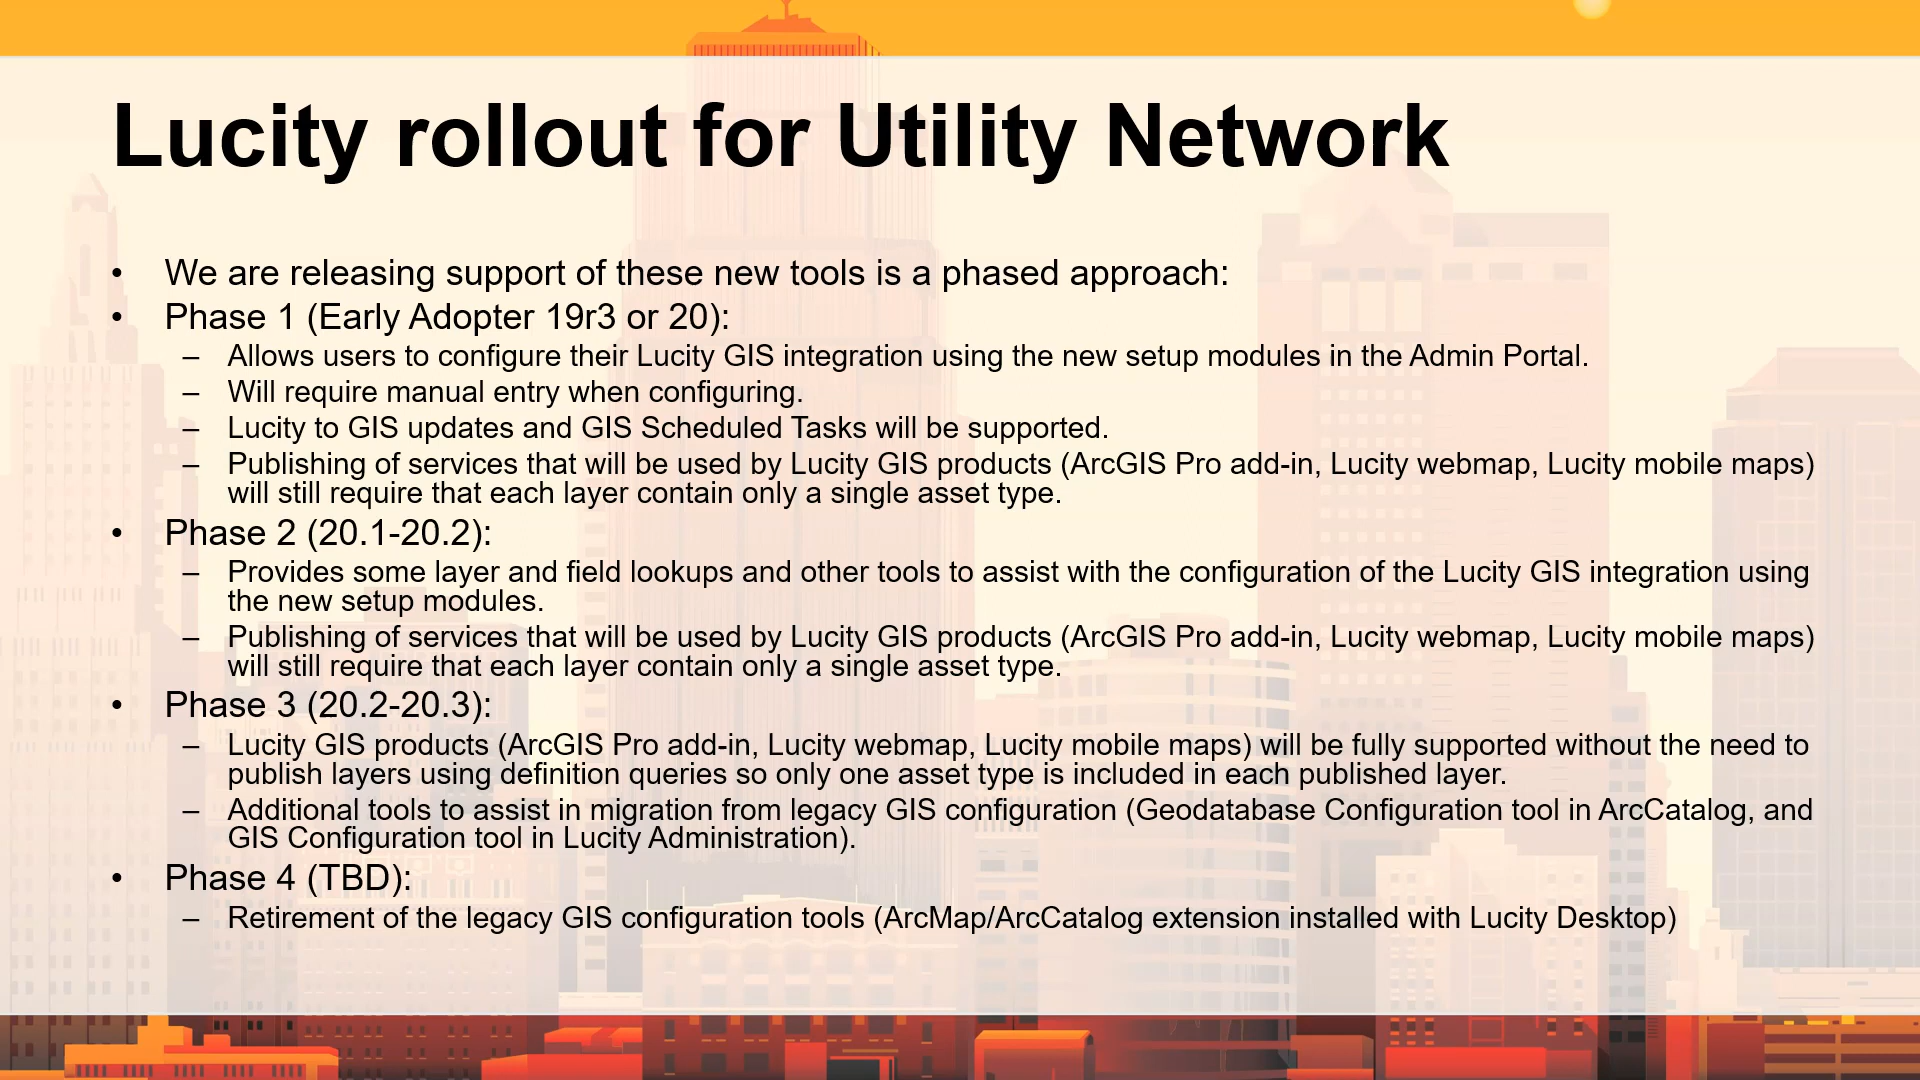 Lucity rollout for Utility Network
• We are releasing support of these new tools is a phased approach:
• Phase 1 (Early Adopter 19r3 or 20):
– Allows users to configure their Lucity GIS integration using the new setup modules in the Admin Portal.
– Will require manual entry when configuring.
– Lucity to GIS updates and GIS Scheduled Tasks will be supported.
– Publishing of services that will be used by Lucity GIS products (ArcGIS Pro add-in, Lucity webmap, Lucity mobile maps)
will still require that each layer contain only a single asset type.
• Phase 2 (20.1-20.2):
– Provides some layer and field lookups and other tools to assist with the configuration of the Lucity GIS integration using
the new setup modules.
– Publishing of services that will be used by Lucity GIS products (ArcGIS Pro add-in, Lucity webmap, Lucity mobile maps)
will still require that each layer contain only a single asset type.
• Phase 3 (20.2-20.3):
– Lucity GIS products (ArcGIS Pro add-in, Lucity webmap, Lucity mobile maps) will be fully supported without the need to
publish layers using definition queries so only one asset type is included in each published layer.
– Additional tools to assist in migration from legacy GIS configuration (Geodatabase Configuration tool in ArcCatalog, and
GIS Configuration tool in Lucity Administration).
• Phase 4 (TBD):
– Retirement of the legacy GIS configuration tools (ArcMap/ArcCatalog extension installed with Lucity Desktop)